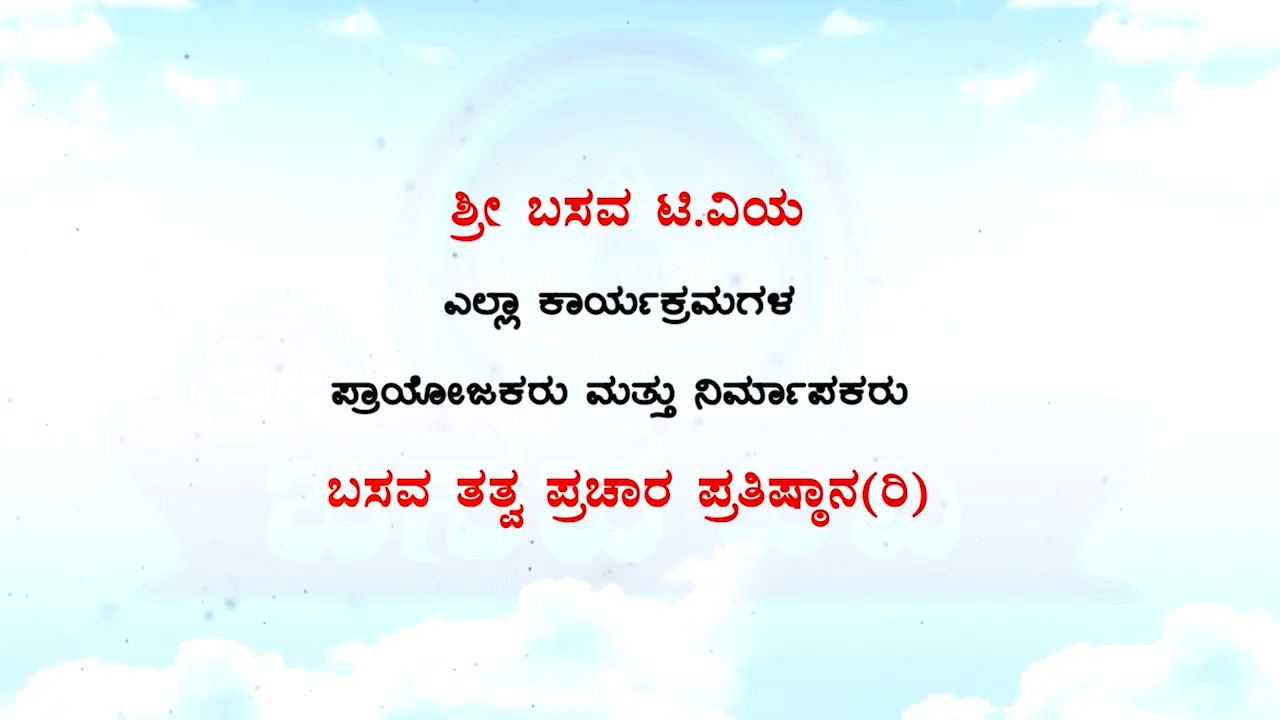 ಶ್ರೀ ಬಸವ ಟಿ.ವಿಯ
ಎಲ್ಲಾ ಕಾರ್ಯಕ್ರಮಗಳ
ಪ್ರಾಯೋಜಕರು ಮತ್ತು ನಿರ್ಮಾಪಕರು
ಬಸವ ತತ್ವ ಪ್ರಚಾರ ಪ್ರತಿಷ್ಠಾನ(ರಿ)